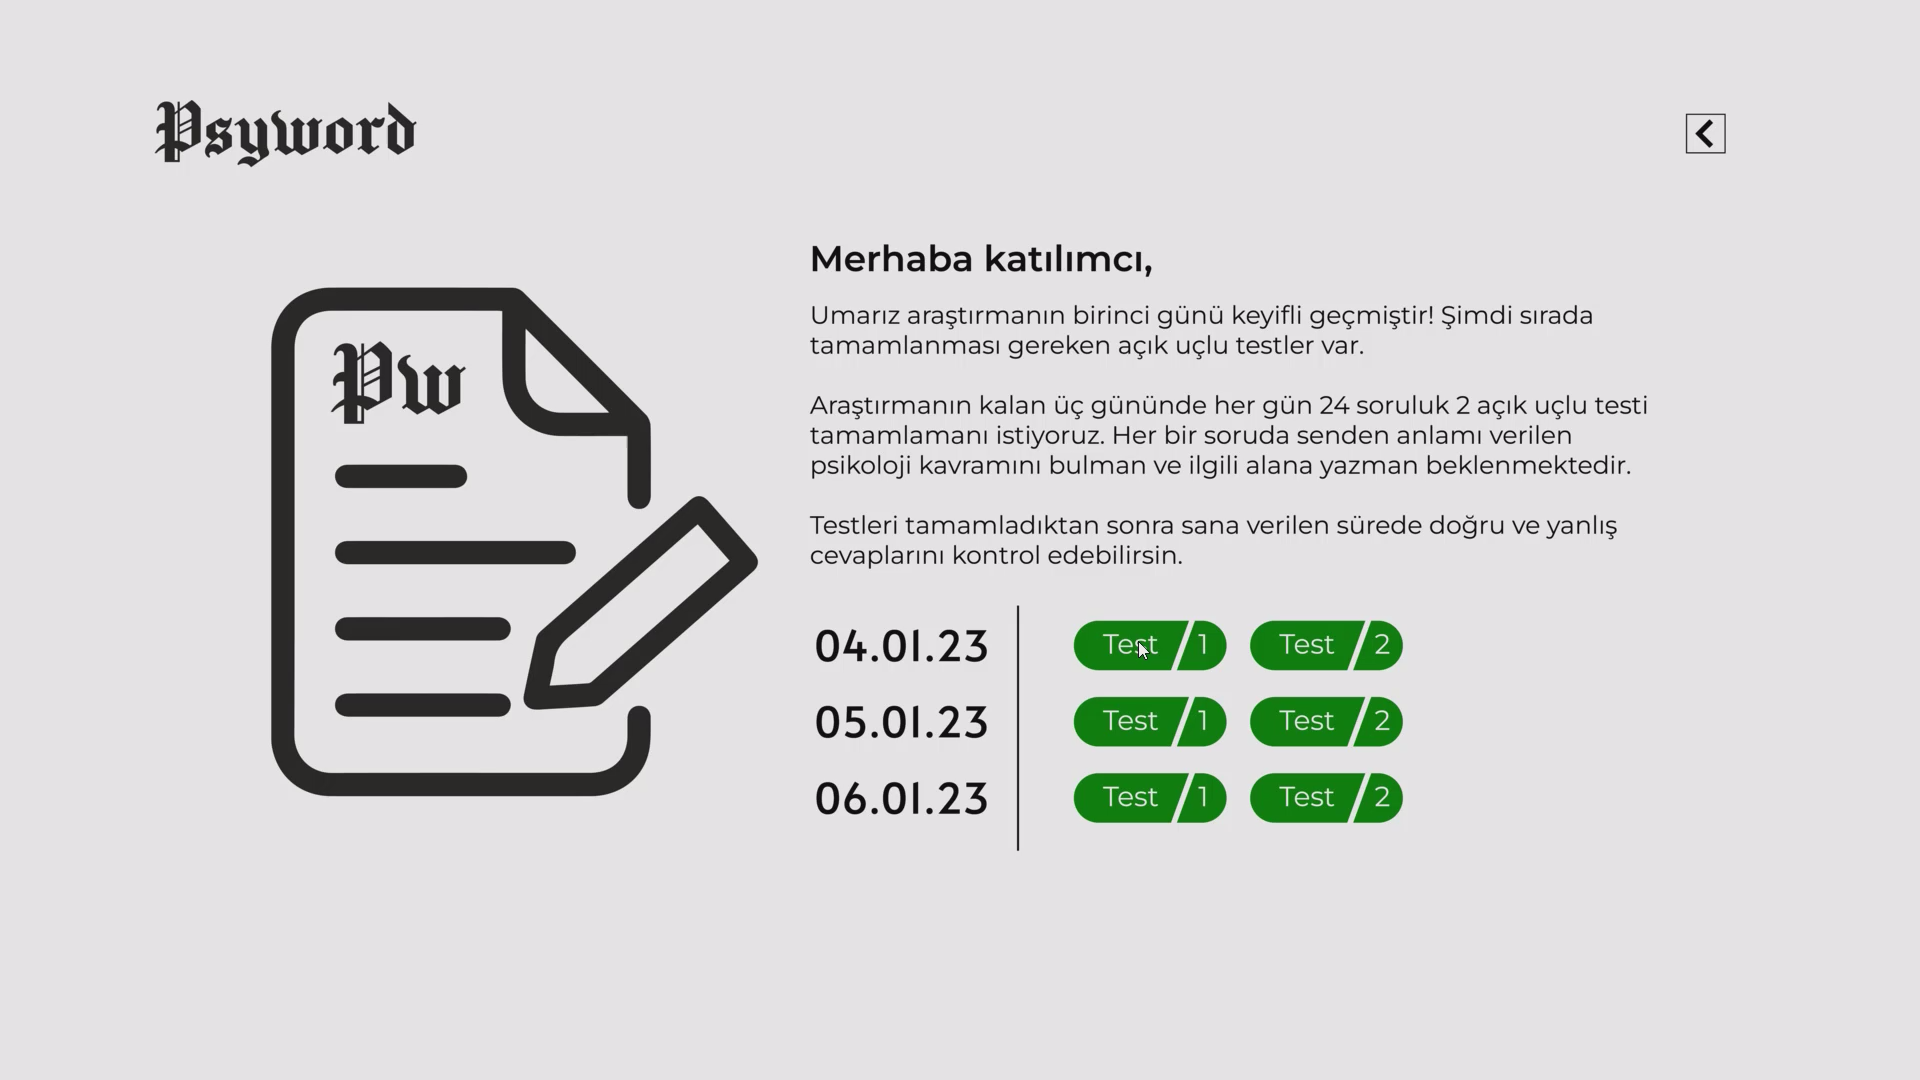 Psyword
Merhaba katılımcı,
Umarız araştırmanın birinci günü keyifli geçmiştir! Şimdi sırada
tamamlanması gereken açık uçlu testler var.
Araştırmanın kalan üç gününde her gün 24 soruluk 2 açık uçlu testi
tamamlamanı istiyoruz. Her bir soruda senden anlamı verilen
psikoloji kavramını bulman ve ilgili alana yazman beklenmektedir.
Testleri tamamladıktan sonra sana verilen sürede doğru ve yanlış
cevaplarını kontrol edebilirsin.
Pw
04.01.23 Test / 1 Test / 2
05.01.23 Test / 1 Test / 2
06.01.23 Test / 1 Test / 2